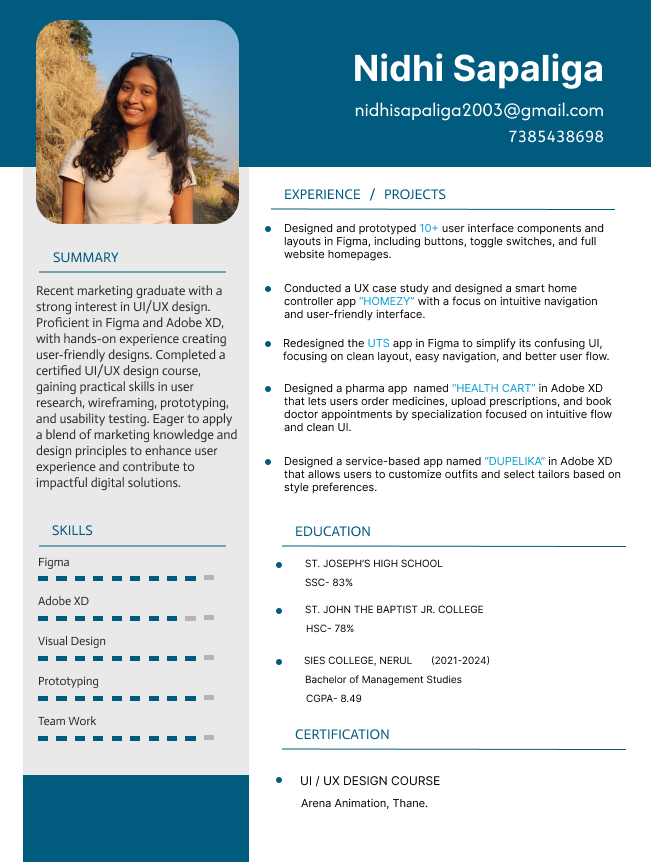 Nidhi Sapaliga
nidhisapaliga2003@gmail.com
7385438698
SUMMARY
Recent marketing graduate with a
strong interest in UI/UX design.
Proficient in Figma and Adobe XD,
with hands-on experience creating
user-friendly designs. Completed a
certified UI/UX design course,
gaining practical skills in user
research, wireframing, prototyping,
and usability testing. Eager to apply
a blend of marketing knowledge and
design principles to enhance user
experience and contribute to
impactful digital solutions.
SKILLS
Figma
Adobe XD
Visual Design
Prototyping
Team Work
EXPERIENCE / PROJECTS
Designed and prototyped 10+ user interface components and
layouts in Figma, including buttons, toggle switches, and full
website homepages.
Conducted a UX case study and designed a smart home
controller app “HOMEZY” with a focus on intuitive navigation
and user-friendly interface.
Redesigned the UTS app in Figma to simplify its confusing UI,
focusing on clean layout, easy navigation, and better user flow.
Designed a pharma app named “HEALTH CART” in Adobe XD
that lets users order medicines, upload prescriptions, and book
doctor appointments by specialization focused on intuitive flow
and clean UI.
Designed a service-based app named “DUPELIKA” in Adobe XD
that allows users to customize outfits and select tailors based on
style preferences.
EDUCATION
ST. JOSEPH’S HIGH SCHOOL
SSC- 83%
ST. JOHN THE BAPTIST JR. COLLEGE
HSC- 78%
SIES COLLEGE, NERUL (2021-2024)
Bachelor of Management Studies
CGPA- 8.49
CERTIFICATION
UI / UX DESIGN COURSE
Arena Animation, Thane.